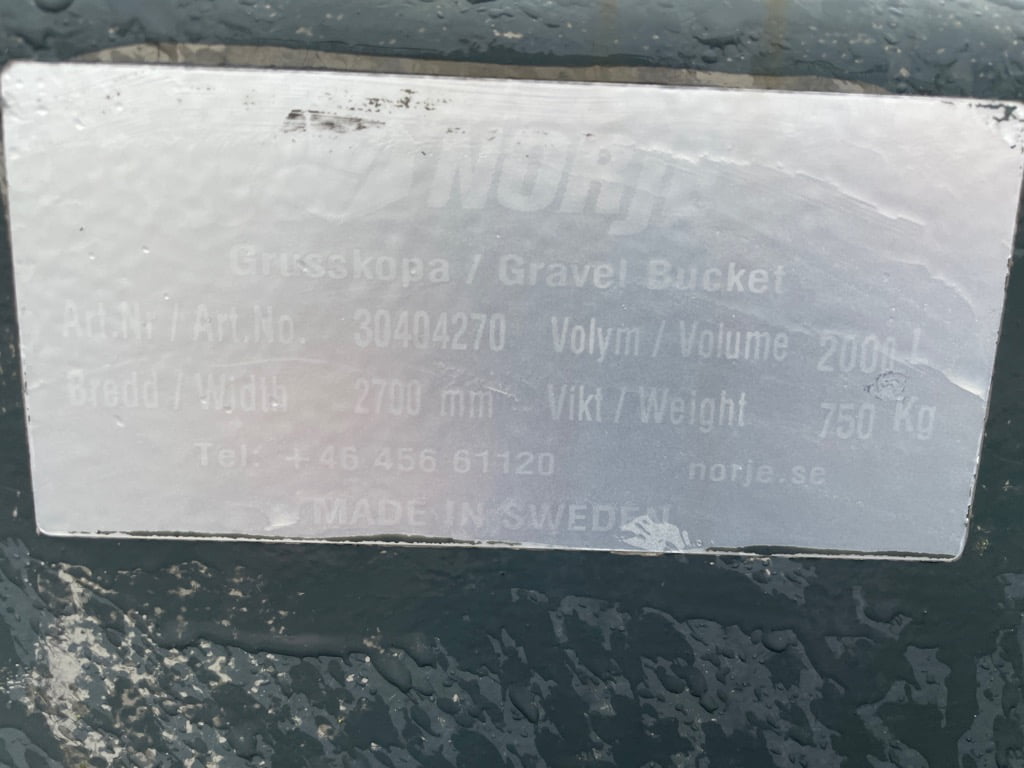 NORJE
Grusskopa / Gravel Bucket
Art.Nr / Art.No. 30404270 Volym / Volume 2000 L
Bredd / Width 2700 mm Vikt / Weight 750 Kg
Tel: +46 456 61120 norje.se
MADE IN SWEDEN